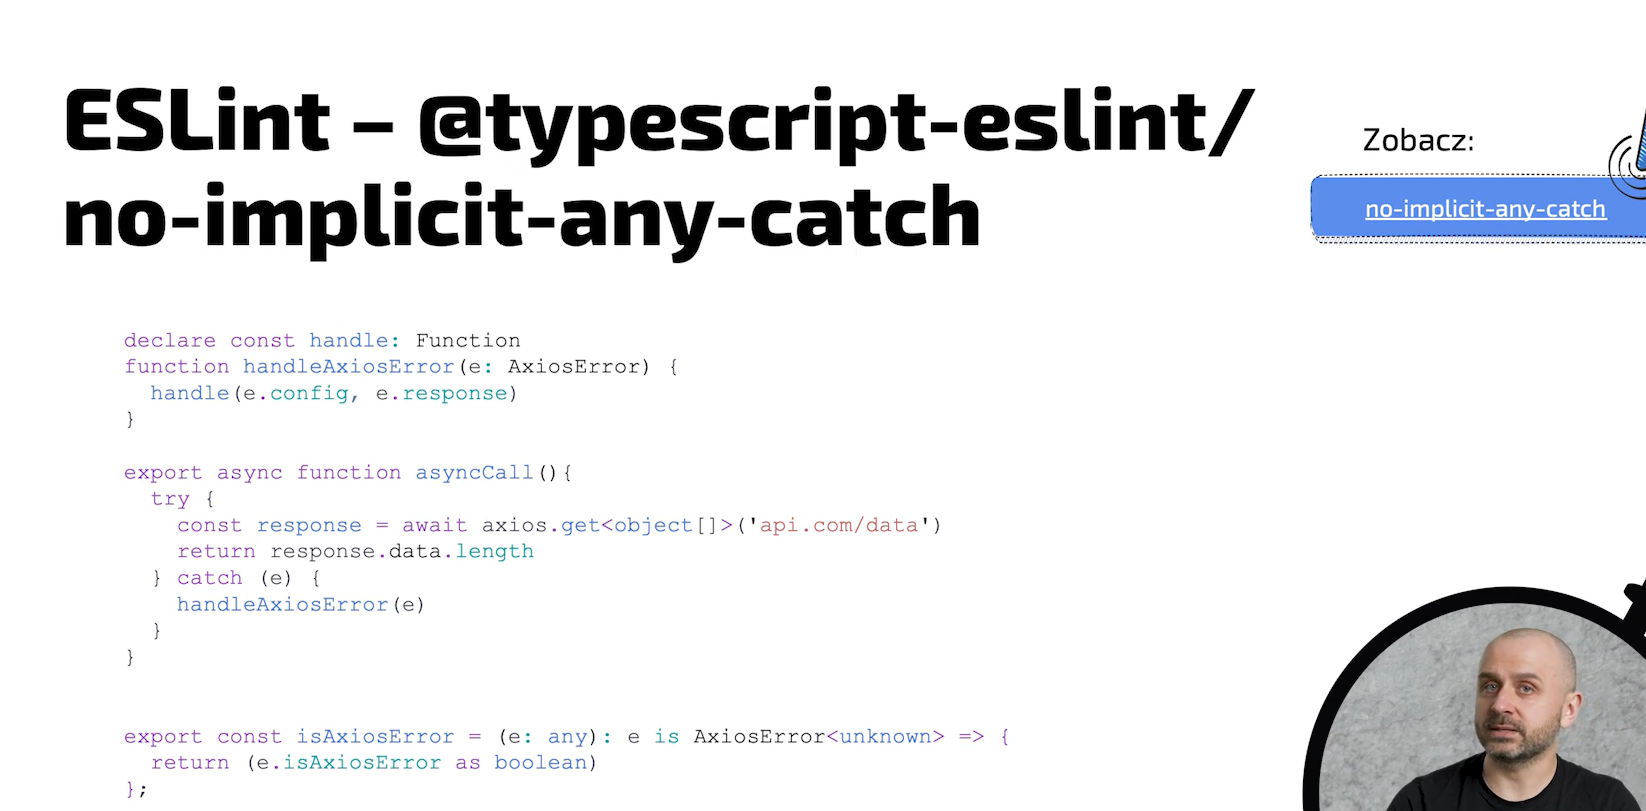 ESLint – @typescript-eslint/
no-implicit-any-catch
Zobacz:
no-implicit-any-catch
declare const handle: Function
function handleAxiosError(e: AxiosError) {
  handle(e.config, e.response)
}
export async function asyncCall(){
  try {
    const response = await axios.get<object[]>('api.com/data')
    return response.data.length
  } catch (e) {
    handleAxiosError(e)
  }
}
export const isAxiosError = (e: any): e is AxiosError<unknown> => {
  return (e.isAxiosError as boolean)
};